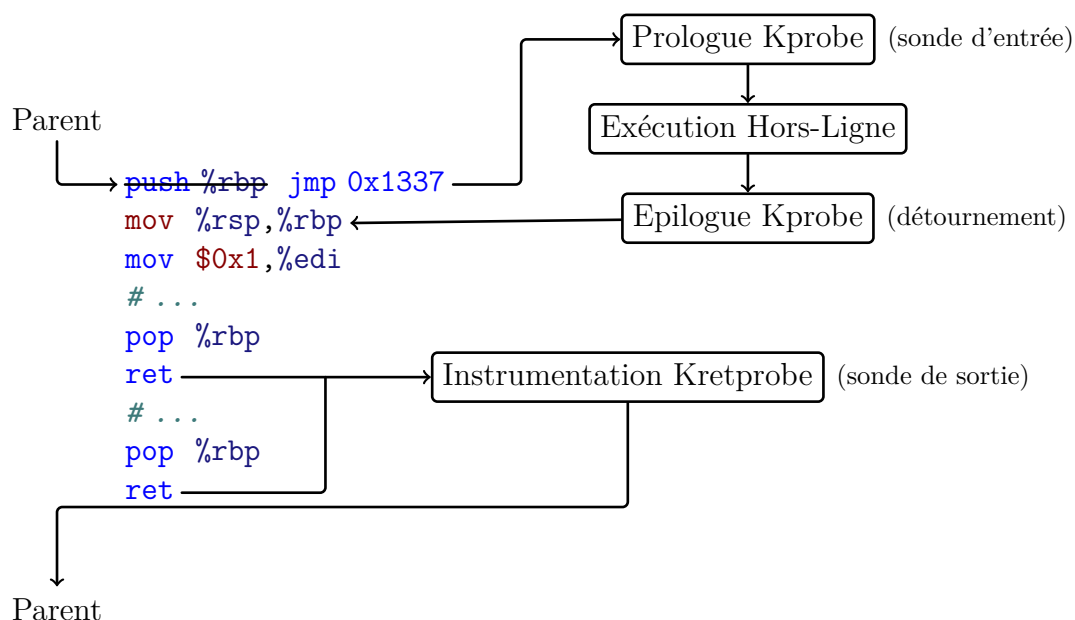 Prologue Kprobe (sonde d'entrée)
Parent
Exécution Hors-Ligne
push %rbp jmp 0x1337
mov %rsp,%rbp
Epilogue Kprobe (détournement)
mov $0x1,%edi
# ...
pop %rbp
ret
Instrumentation Kretprobe (sonde de sortie)
# ...
pop %rbp
ret
Parent